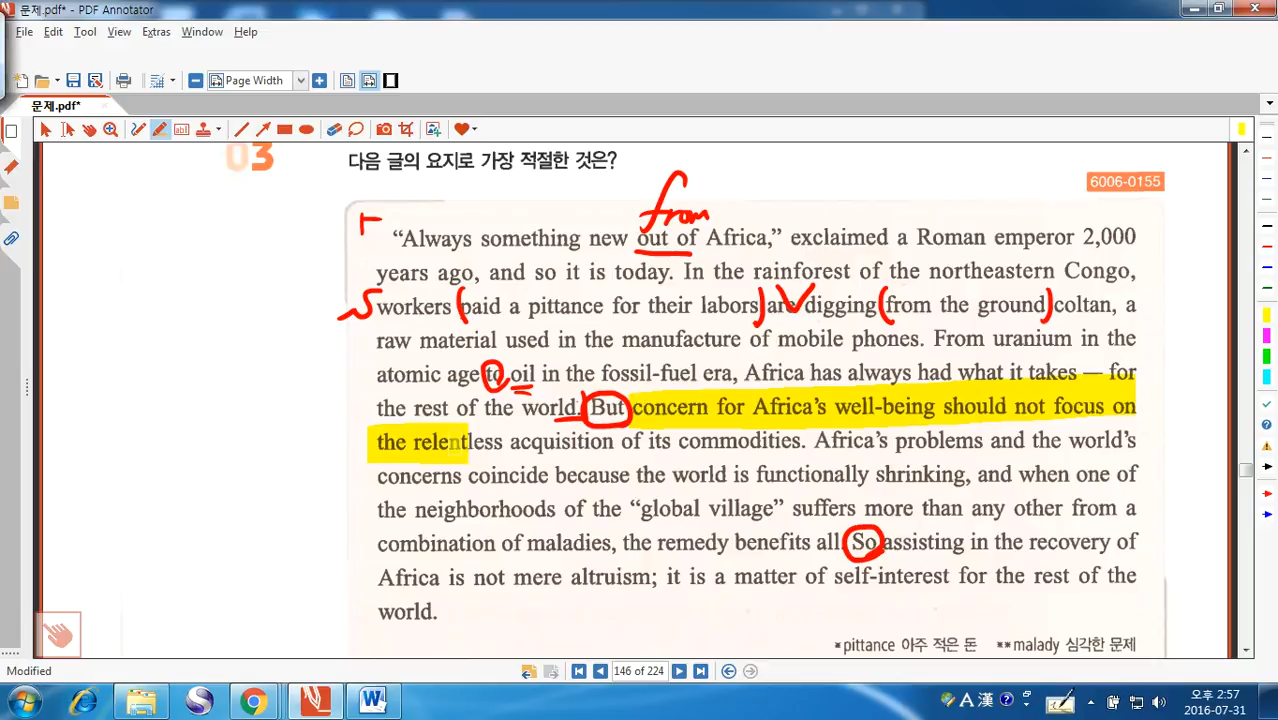 문제.pdf* - PDF Annotator
File Edit Tool View Extras Window Help
Page Width
문제.pdf*
03 다음 글의 요지로 가장 적절한 것은?
6006-0155
from
“Always something new out of Africa,” exclaimed a Roman emperor 2,000
years ago, and so it is today. In the rainforest of the northeastern Congo,
S workers (paid a pittance for their labors) are V digging (from the ground) coltan, a
raw material used in the manufacture of mobile phones. From uranium in the
atomic age to oil in the fossil-fuel era, Africa has always had what it takes — for
the rest of the world. But concern for Africa’s well-being should not focus on
the relentless acquisition of its commodities. Africa’s problems and the world’s
concerns coincide because the world is functionally shrinking, and when one of
the neighborhoods of the “global village” suffers more than any other from a
combination of maladies, the remedy benefits all. So assisting in the recovery of
Africa is not mere altruism; it is a matter of self-interest for the rest of the
world.
*pittance 아주 적은 돈 **malady 심각한 문제
Modified
146 of 224
A 漢
오후 2:57
2016-07-31